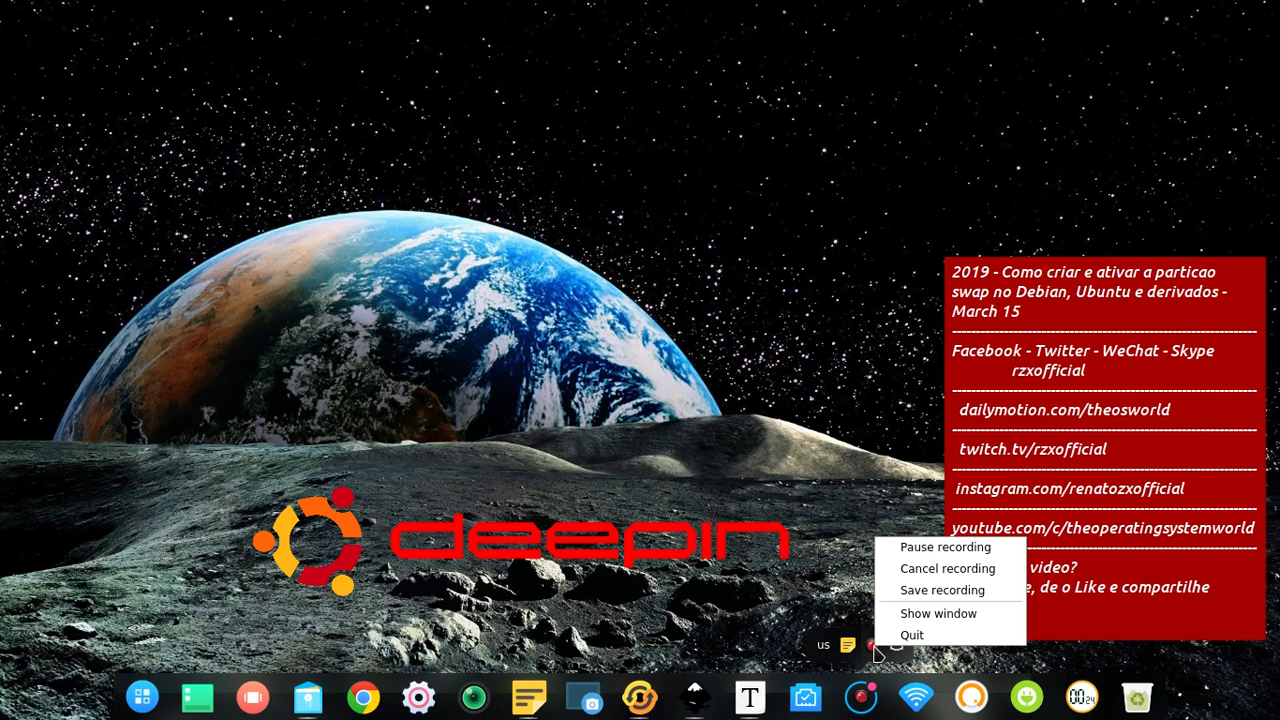 2019 - Como criar e ativar a particao
swap no Debian, Ubuntu e derivados -
March 15
Facebook - Twitter - WeChat - Skype
rzxofficial
dailymotion.com/theosworld
twitch.tv/rzxofficial
instagram.com/renatozxofficial
youtube.com/c/theoperatingsystemworld
video?
e, de o Like e compartilhe
deepin
Pause recording
Cancel recording
Save recording
Show window
Quit
us
T
00 24